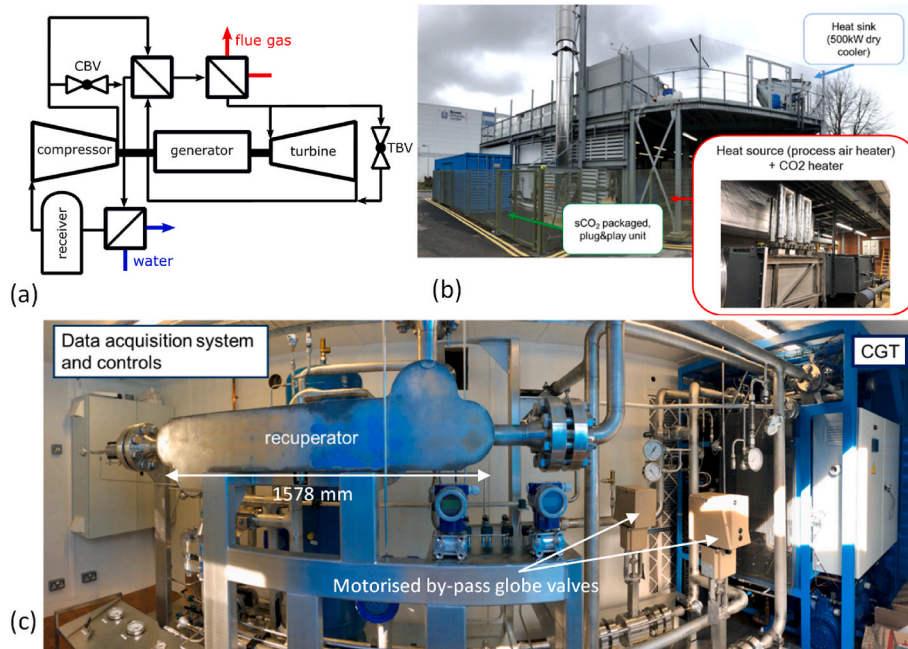 (a)
CBV
flue gas
compressor
generator
turbine
TBV
receiver
water
(b)
Heat sink
(500kW dry
cooler)
Heat source (process air heater)
+ CO2 heater
sCO₂ packaged,
plug&play unit
(c)
Data acquisition system
and controls
CGT
recuperator
1578 mm
Motorised by-pass globe valves